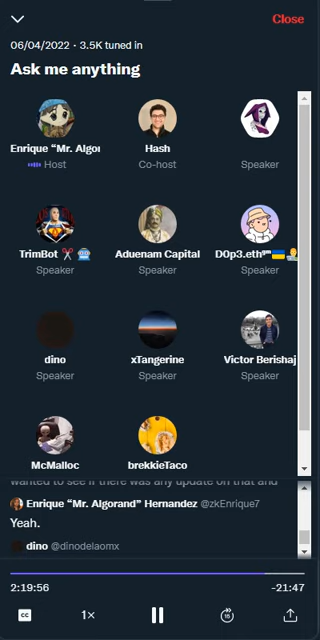 Close
06/04/2022 · 3.5K tuned in
Ask me anything
Enrique “Mr. Algor
Host
Hash
Co-host
Speaker
TrimBot ✂️ 🤖
Speaker
Aduenam Capital
Speaker
D0p3.eth
Speaker
dino
Speaker
xTangerine
Speaker
Victor Berishaj
Speaker
McMalloc
brekkieTaco
wanted to see if there was any update on that and
Enrique “Mr. Algorand” Hernandez @zkEnrique7
Yeah.
dino @dinodelaomx
2:19:56
-21:47
CC
1×
15